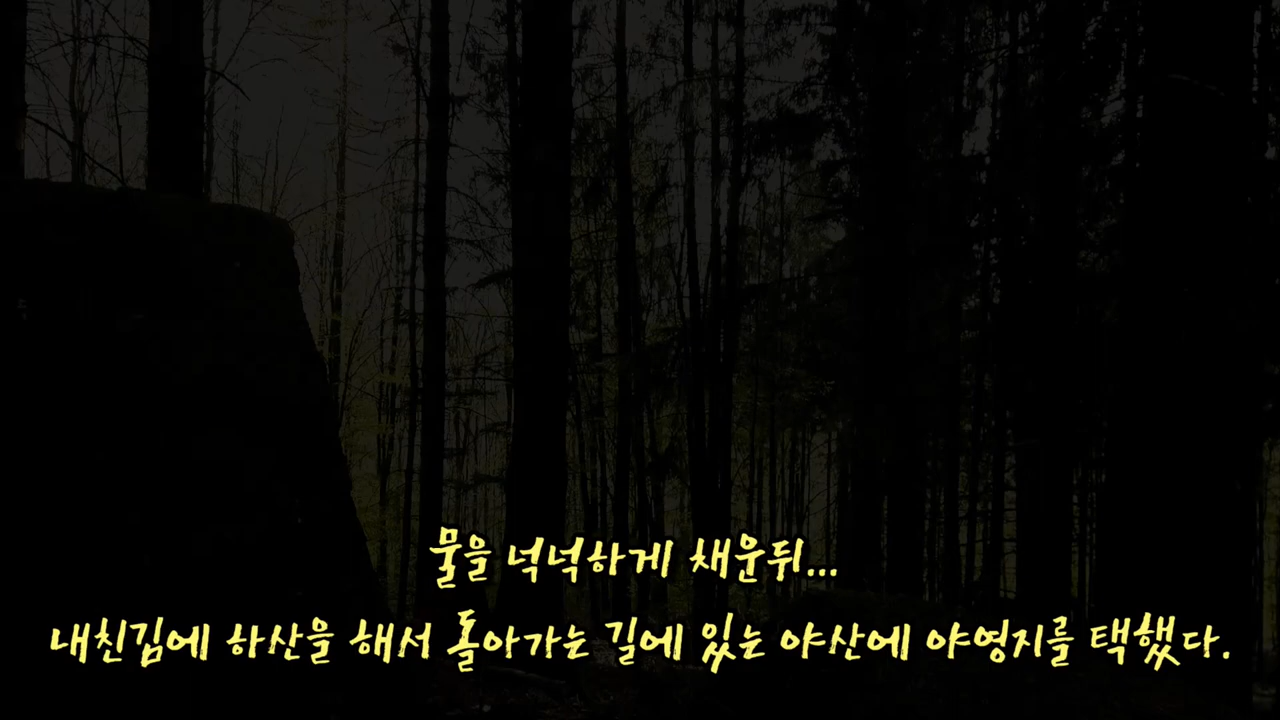 물을 넉넉하게 채운뒤...
내친김에 하산을 해서 돌아가는 길에 있는 야산에 야영지를 택했다.